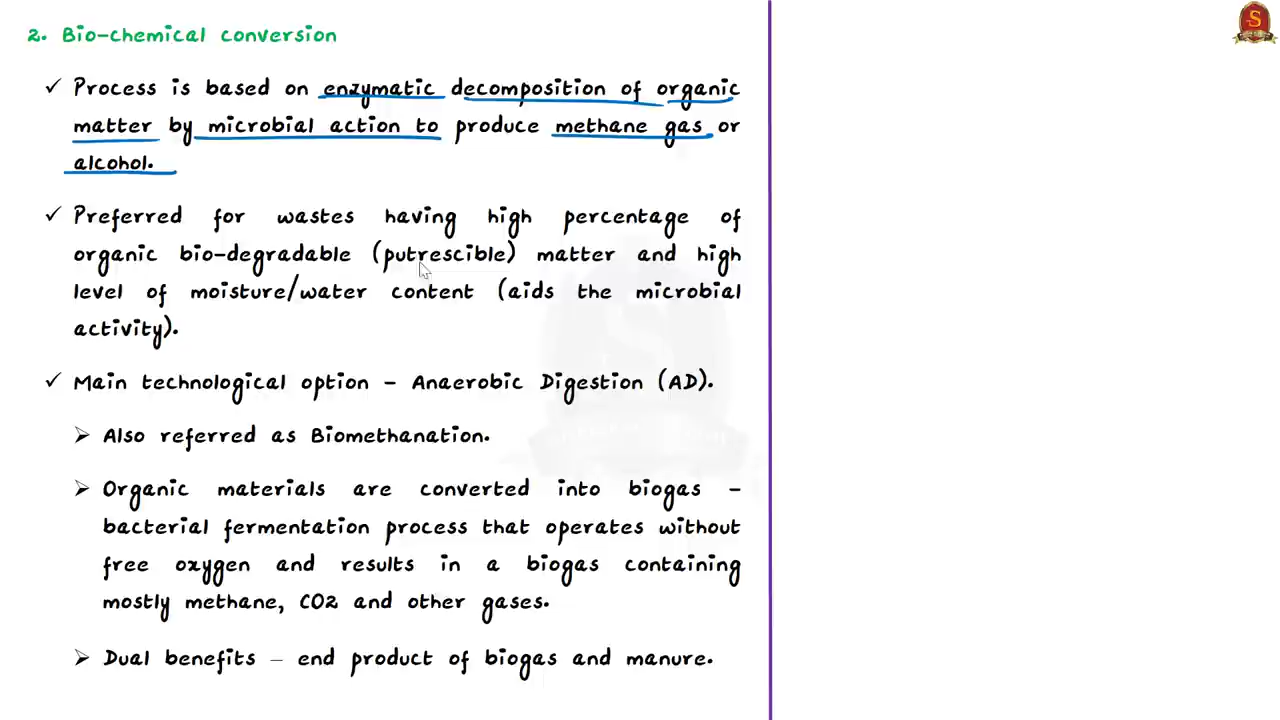 2. Bio-chemical conversion
✓ Process is based on enzymatic decomposition of organic
matter by microbial action to produce methane gas or
alcohol.
✓ Preferred for wastes having high percentage of
organic bio-degradable (putrescible) matter and high
level of moisture/water content (aids the microbial
activity).
✓ Main technological option – Anaerobic Digestion (AD).
➢ Also referred as Biomethanation.
➢ Organic materials are converted into biogas –
bacterial fermentation process that operates without
free oxygen and results in a biogas containing
mostly methane, CO2 and other gases.
➢ Dual benefits – end product of biogas and manure.
S